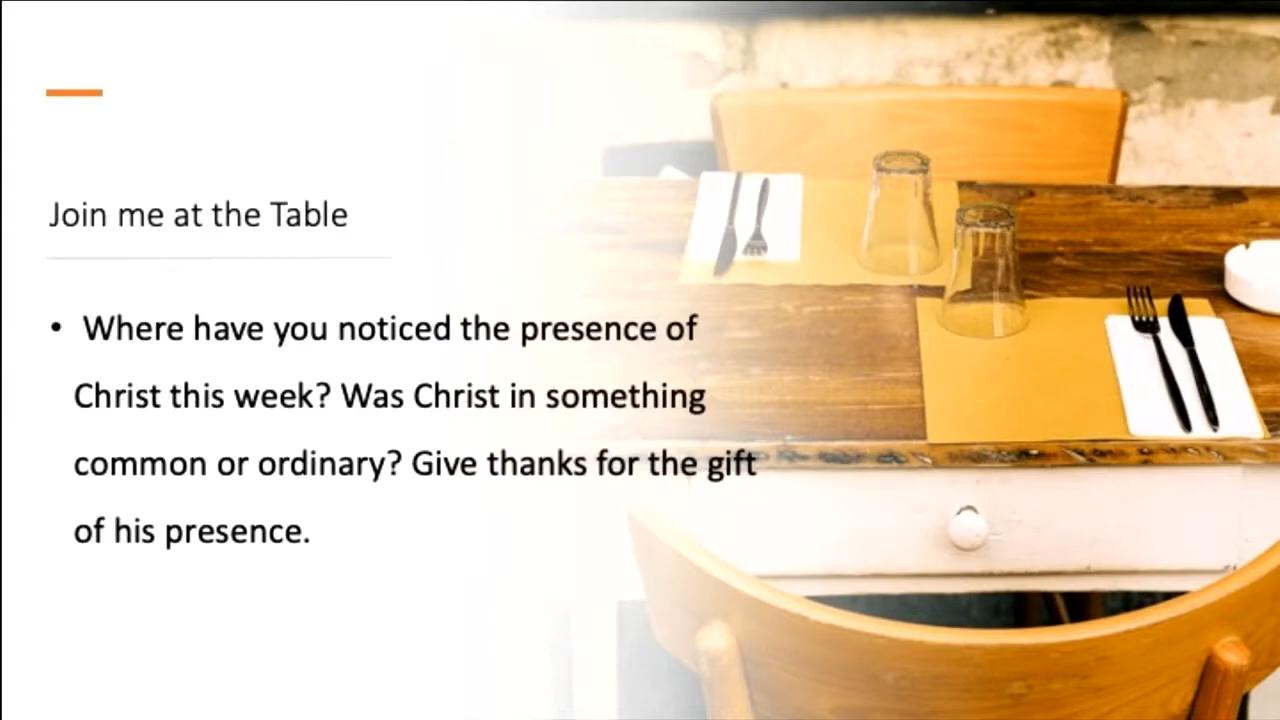 Join me at the Table
• Where have you noticed the presence of
Christ this week? Was Christ in something
common or ordinary? Give thanks for the gift
of his presence.